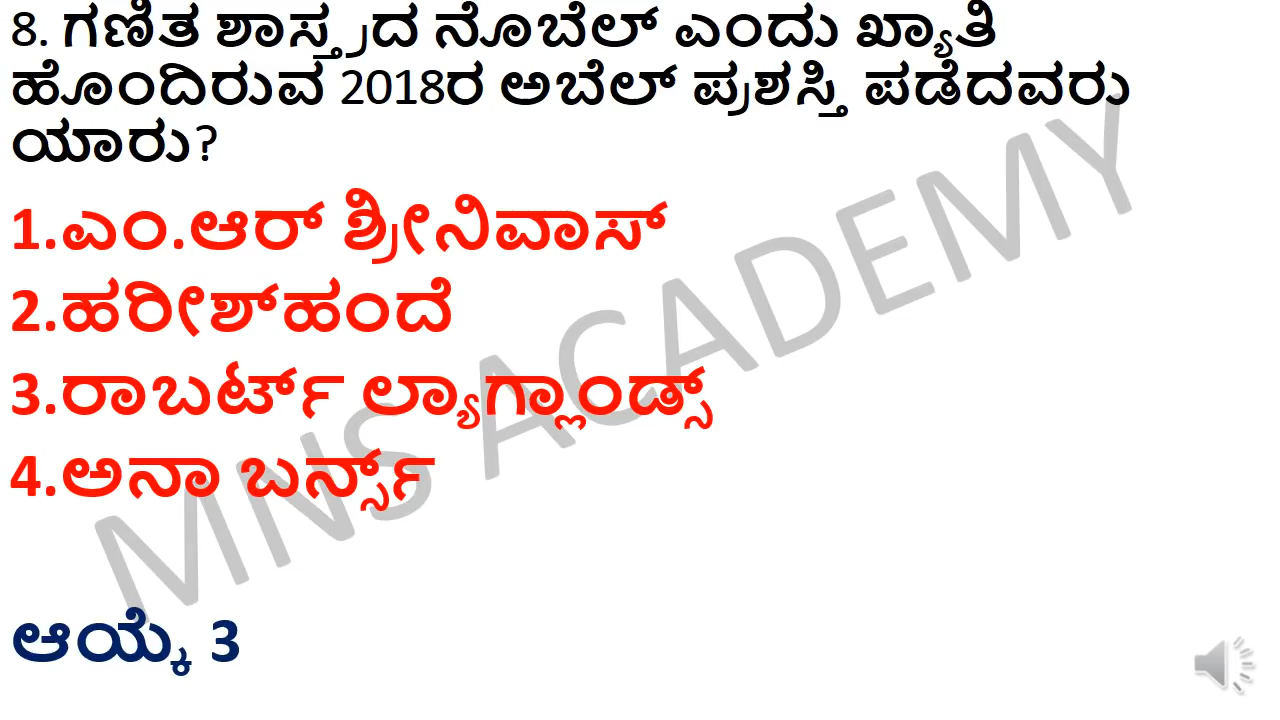 8. ಗಣಿತ ಶಾಸ್ತ್ರದ ನೊಬೆಲ್ ಎಂದು ಖ್ಯಾತಿ
ಹೊಂದಿರುವ 2018ರ ಅಬೆಲ್ ಪ್ರಶಸ್ತಿ ಪಡೆದವರು
ಯಾರು?
1.ಎಂ.ಆರ್ ಶ್ರೀನಿವಾಸ್
2.ಹರೀಶ್‌ಹಂದೆ
3.ರಾಬರ್ಟ್ ಲ್ಯಾಗ್ಲಾಂಡ್ಸ್
4.ಅನಾ ಬರ್ನ್ಸ್
MNS ACADEMY
ಆಯ್ಕೆ 3